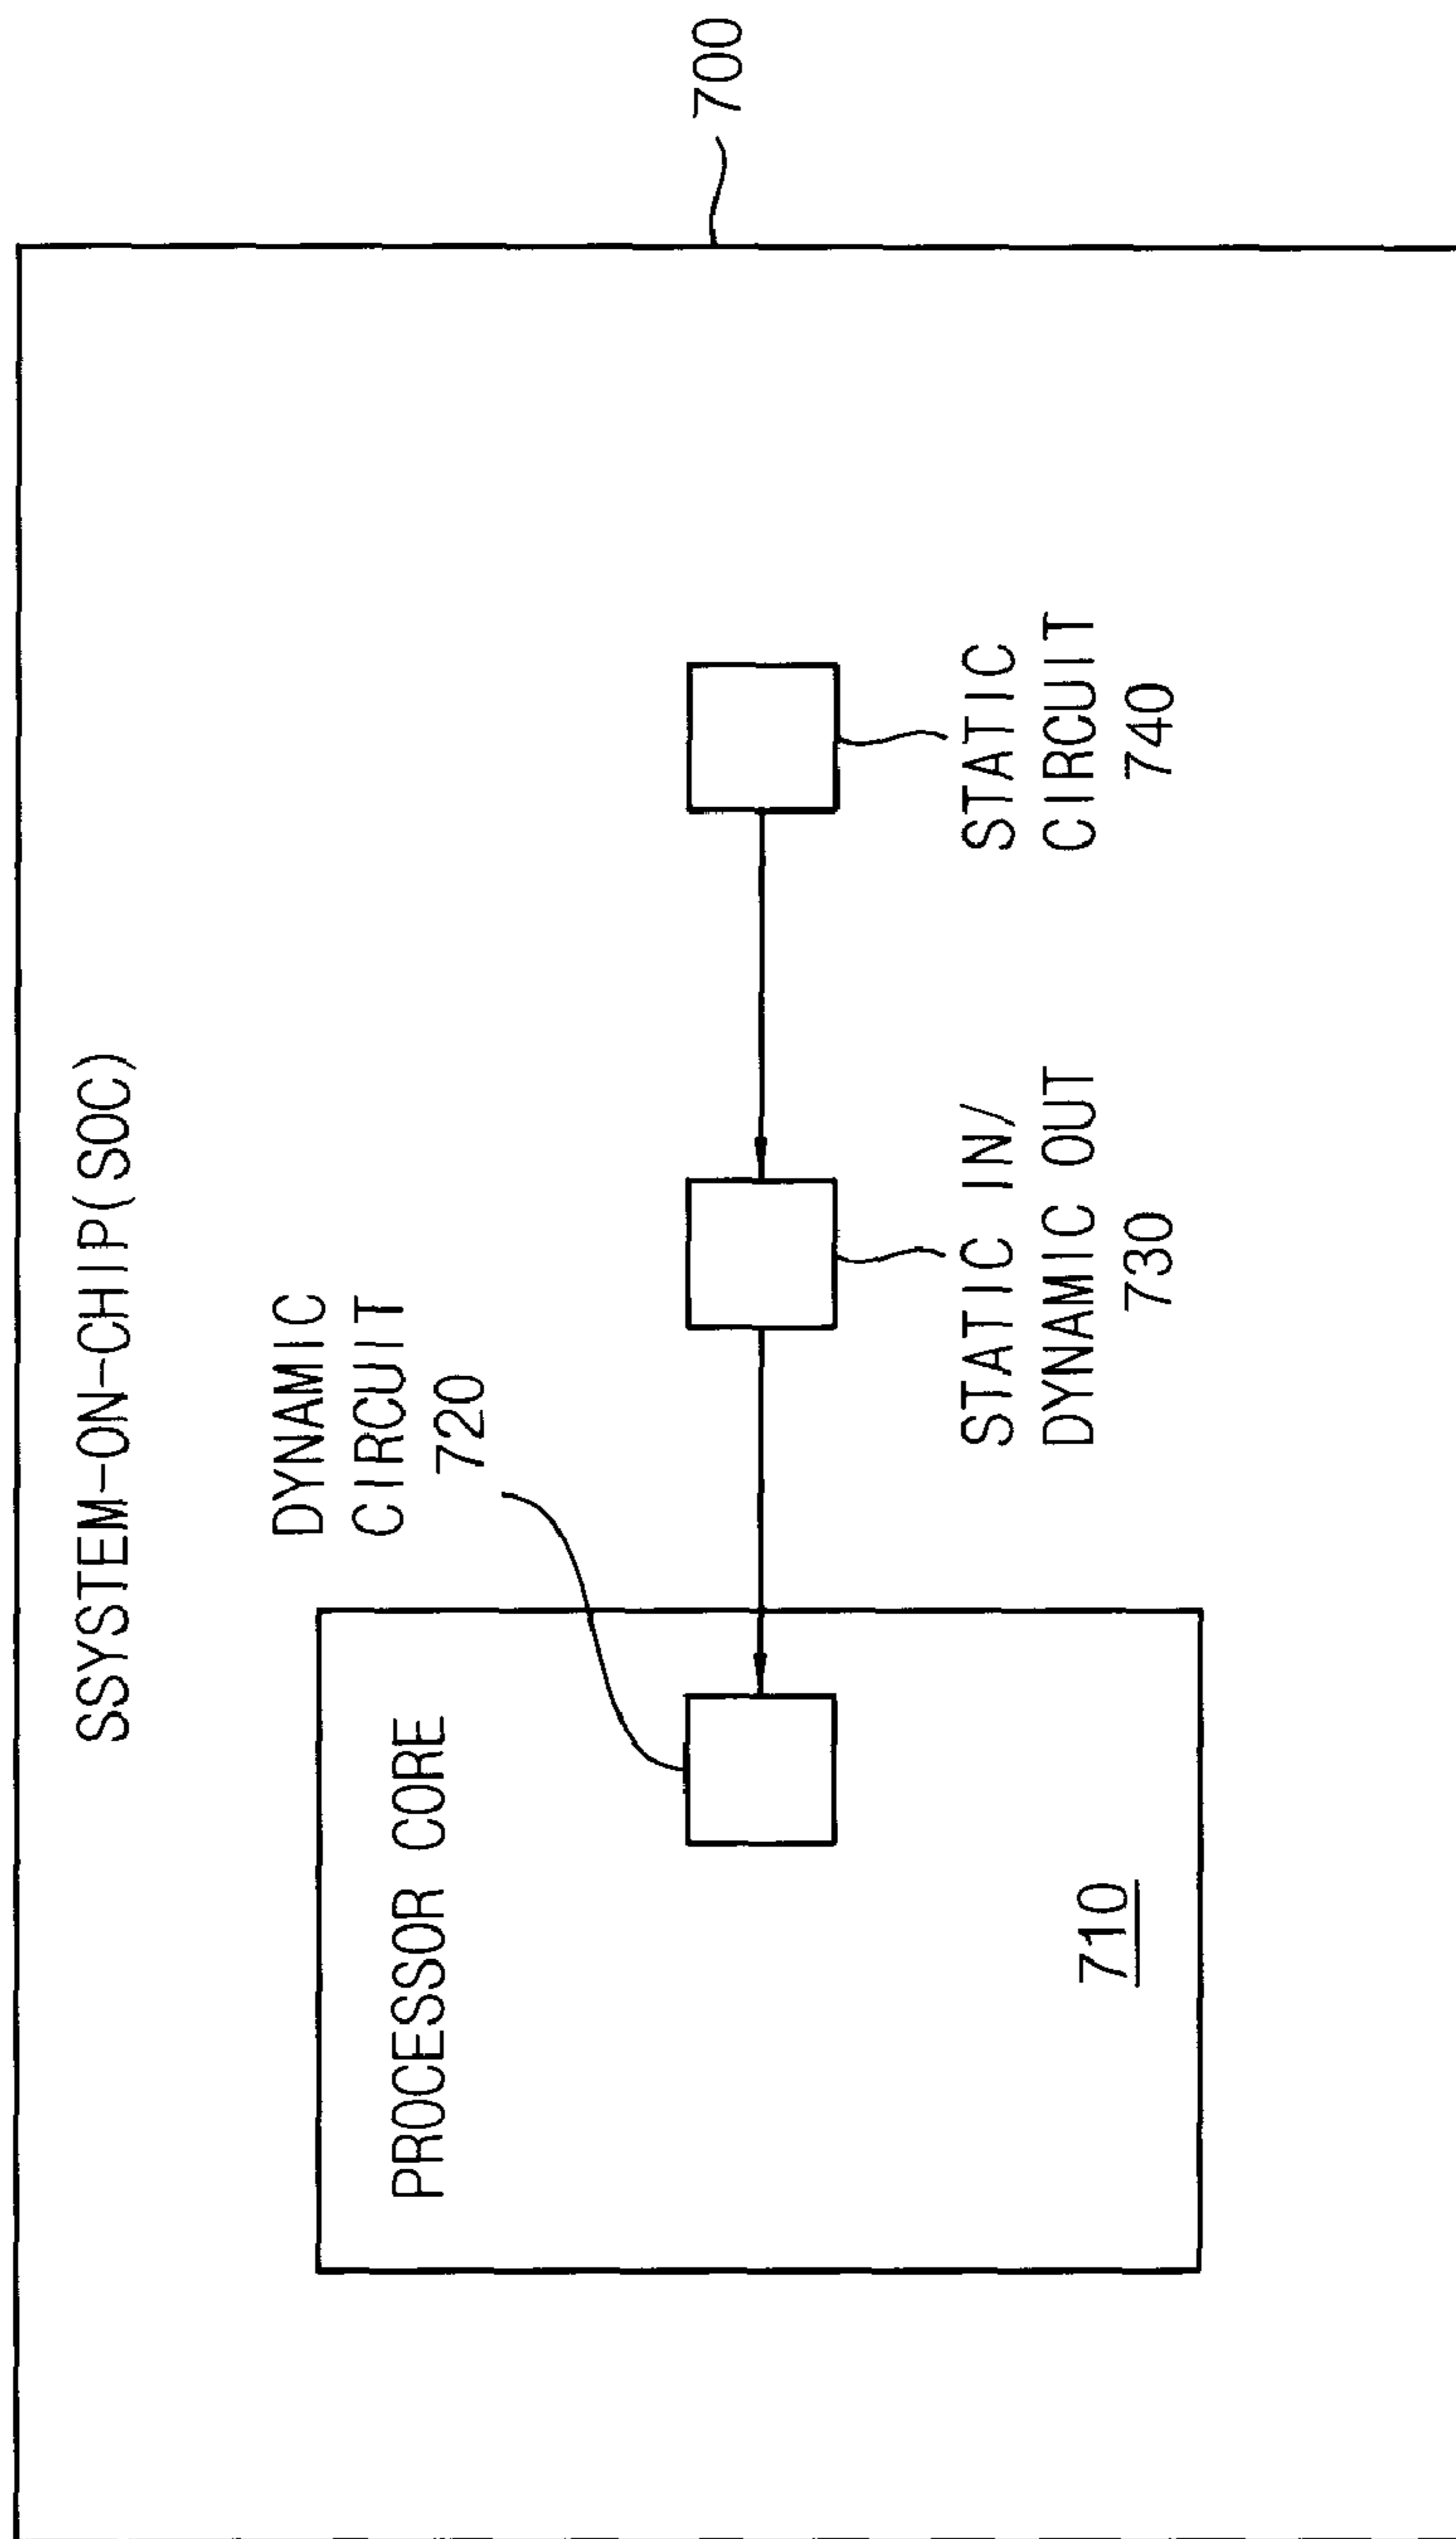 SSYSTEM-ON-CHIP(SOC)
700
PROCESSOR CORE
710
DYNAMIC
CIRCUIT
720
STATIC IN/
DYNAMIC OUT
730
STATIC
CIRCUIT
740